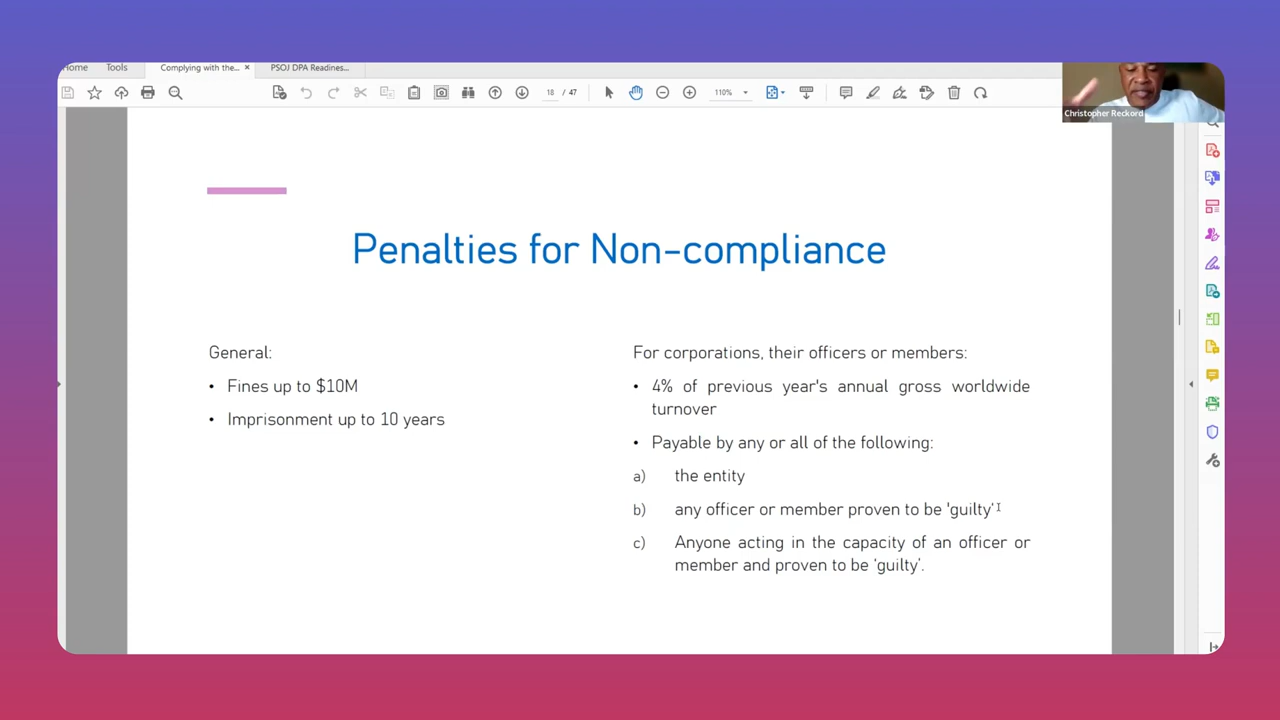 Home Tools Complying with the... × PSOJ DPA Readines...
18 / 47 110%
Christopher Reckord
Penalties for Non-compliance
General:
• Fines up to $10M
• Imprisonment up to 10 years
For corporations, their officers or members:
• 4% of previous year's annual gross worldwide
turnover
• Payable by any or all of the following:
a) the entity
b) any officer or member proven to be 'guilty'
c) Anyone acting in the capacity of an officer or
member and proven to be 'guilty'.